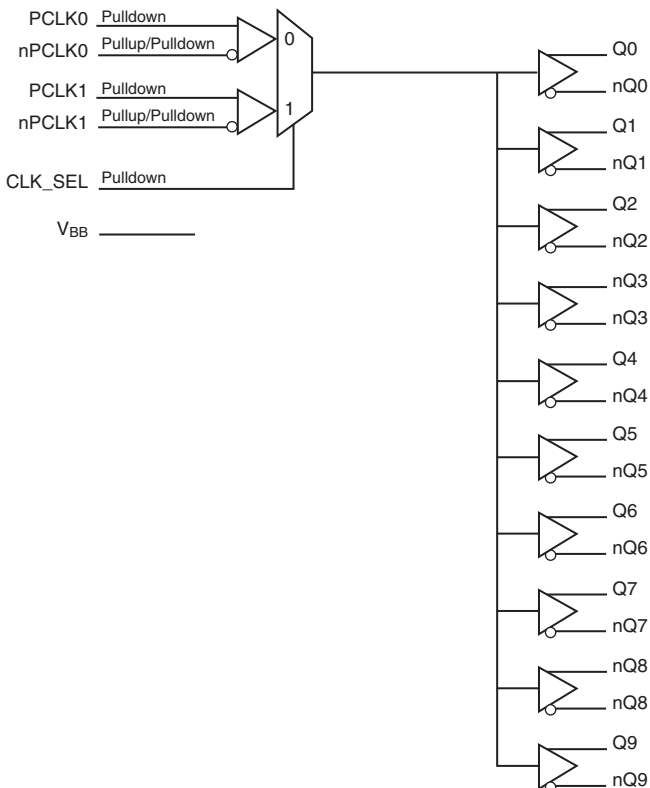 PCLK0 Pulldown
nPCLK0 Pullup/Pulldown
0
PCLK1 Pulldown
nPCLK1 Pullup/Pulldown
1
CLK_SEL Pulldown
VBB
Q0
nQ0
Q1
nQ1
Q2
nQ2
nQ3
nQ3
Q4
nQ4
Q5
nQ5
Q6
nQ6
Q7
nQ7
nQ8
nQ8
Q9
nQ9